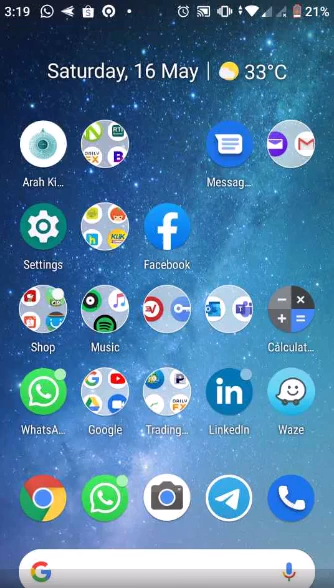 3:19 21%
Saturday, 16 May | 33°C
Arah Ki... Messag...
Settings Facebook
Shop Music Calculat...
WhatsA... Google Trading... LinkedIn Waze